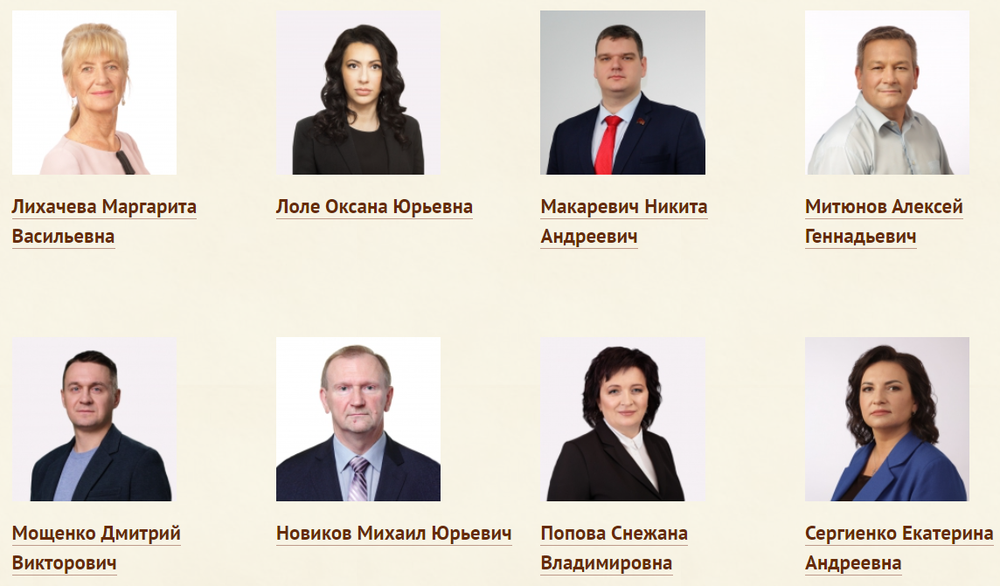 Лихачева Маргарита
Васильевна
Лоле Оксана Юрьевна
Макаревич Никита
Андреевич
Митюнов Алексей
Геннадьевич
Мощенко Дмитрий
Викторович
Новиков Михаил Юрьевич
Попова Снежана
Владимировна
Сергиенко Екатерина
Андреевна